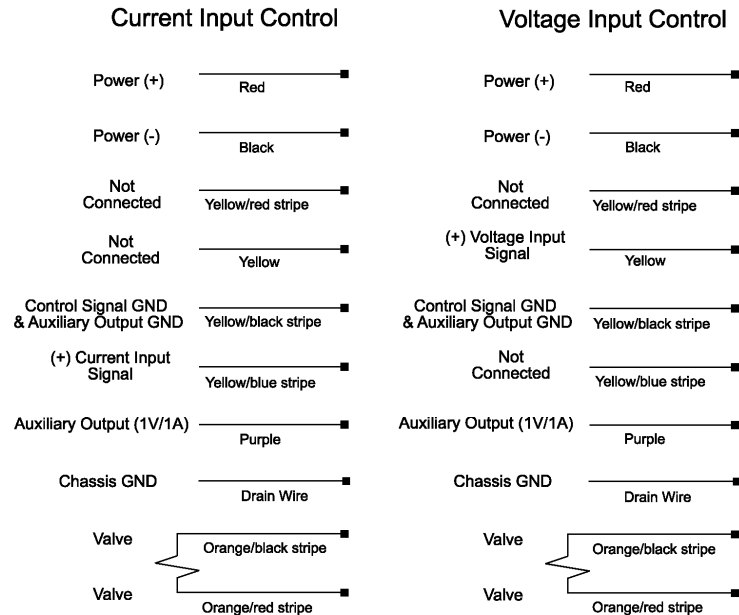 Current Input Control
Power (+)
Red
Power (-)
Black
Not
Connected
Yellow/red stripe
Not
Connected
Yellow
Control Signal GND
& Auxiliary Output GND
Yellow/black stripe
(+) Current Input
Signal
Yellow/blue stripe
Auxiliary Output (1V/1A)
Purple
Chassis GND
Drain Wire
Valve
Orange/black stripe
Valve
Orange/red stripe
Voltage Input Control
Power (+)
Red
Power (-)
Black
Not
Connected
Yellow/red stripe
(+) Voltage Input
Signal
Yellow
Control Signal GND
& Auxiliary Output GND
Yellow/black stripe
Not
Connected
Yellow/blue stripe
Auxiliary Output (1V/1A)
Purple
Chassis GND
Drain Wire
Valve
Orange/black stripe
Valve
Orange/red stripe